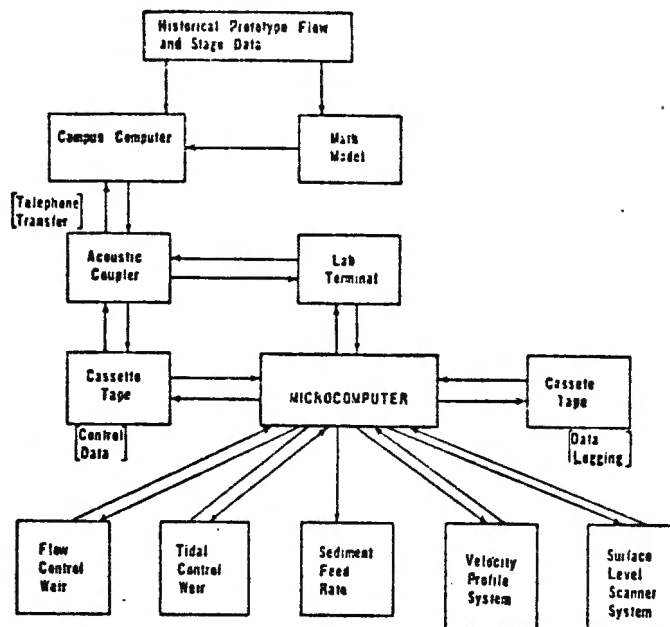 Historical Prototype Flow
and Stage Data
Campus Computer
Math
Model
[Telephone
Transfer]
Acoustic
Coupler
Lab
Terminal
Cassette
Tape
MICROCOMPUTER
Cassete
Tape
[Control
Data]
[Data
Logging]
Flow
Control
Weir
Tidal
Control
Weir
Sediment
Feed
Rate
Velocity
Profile
System
Surface
Level
Scanner
System